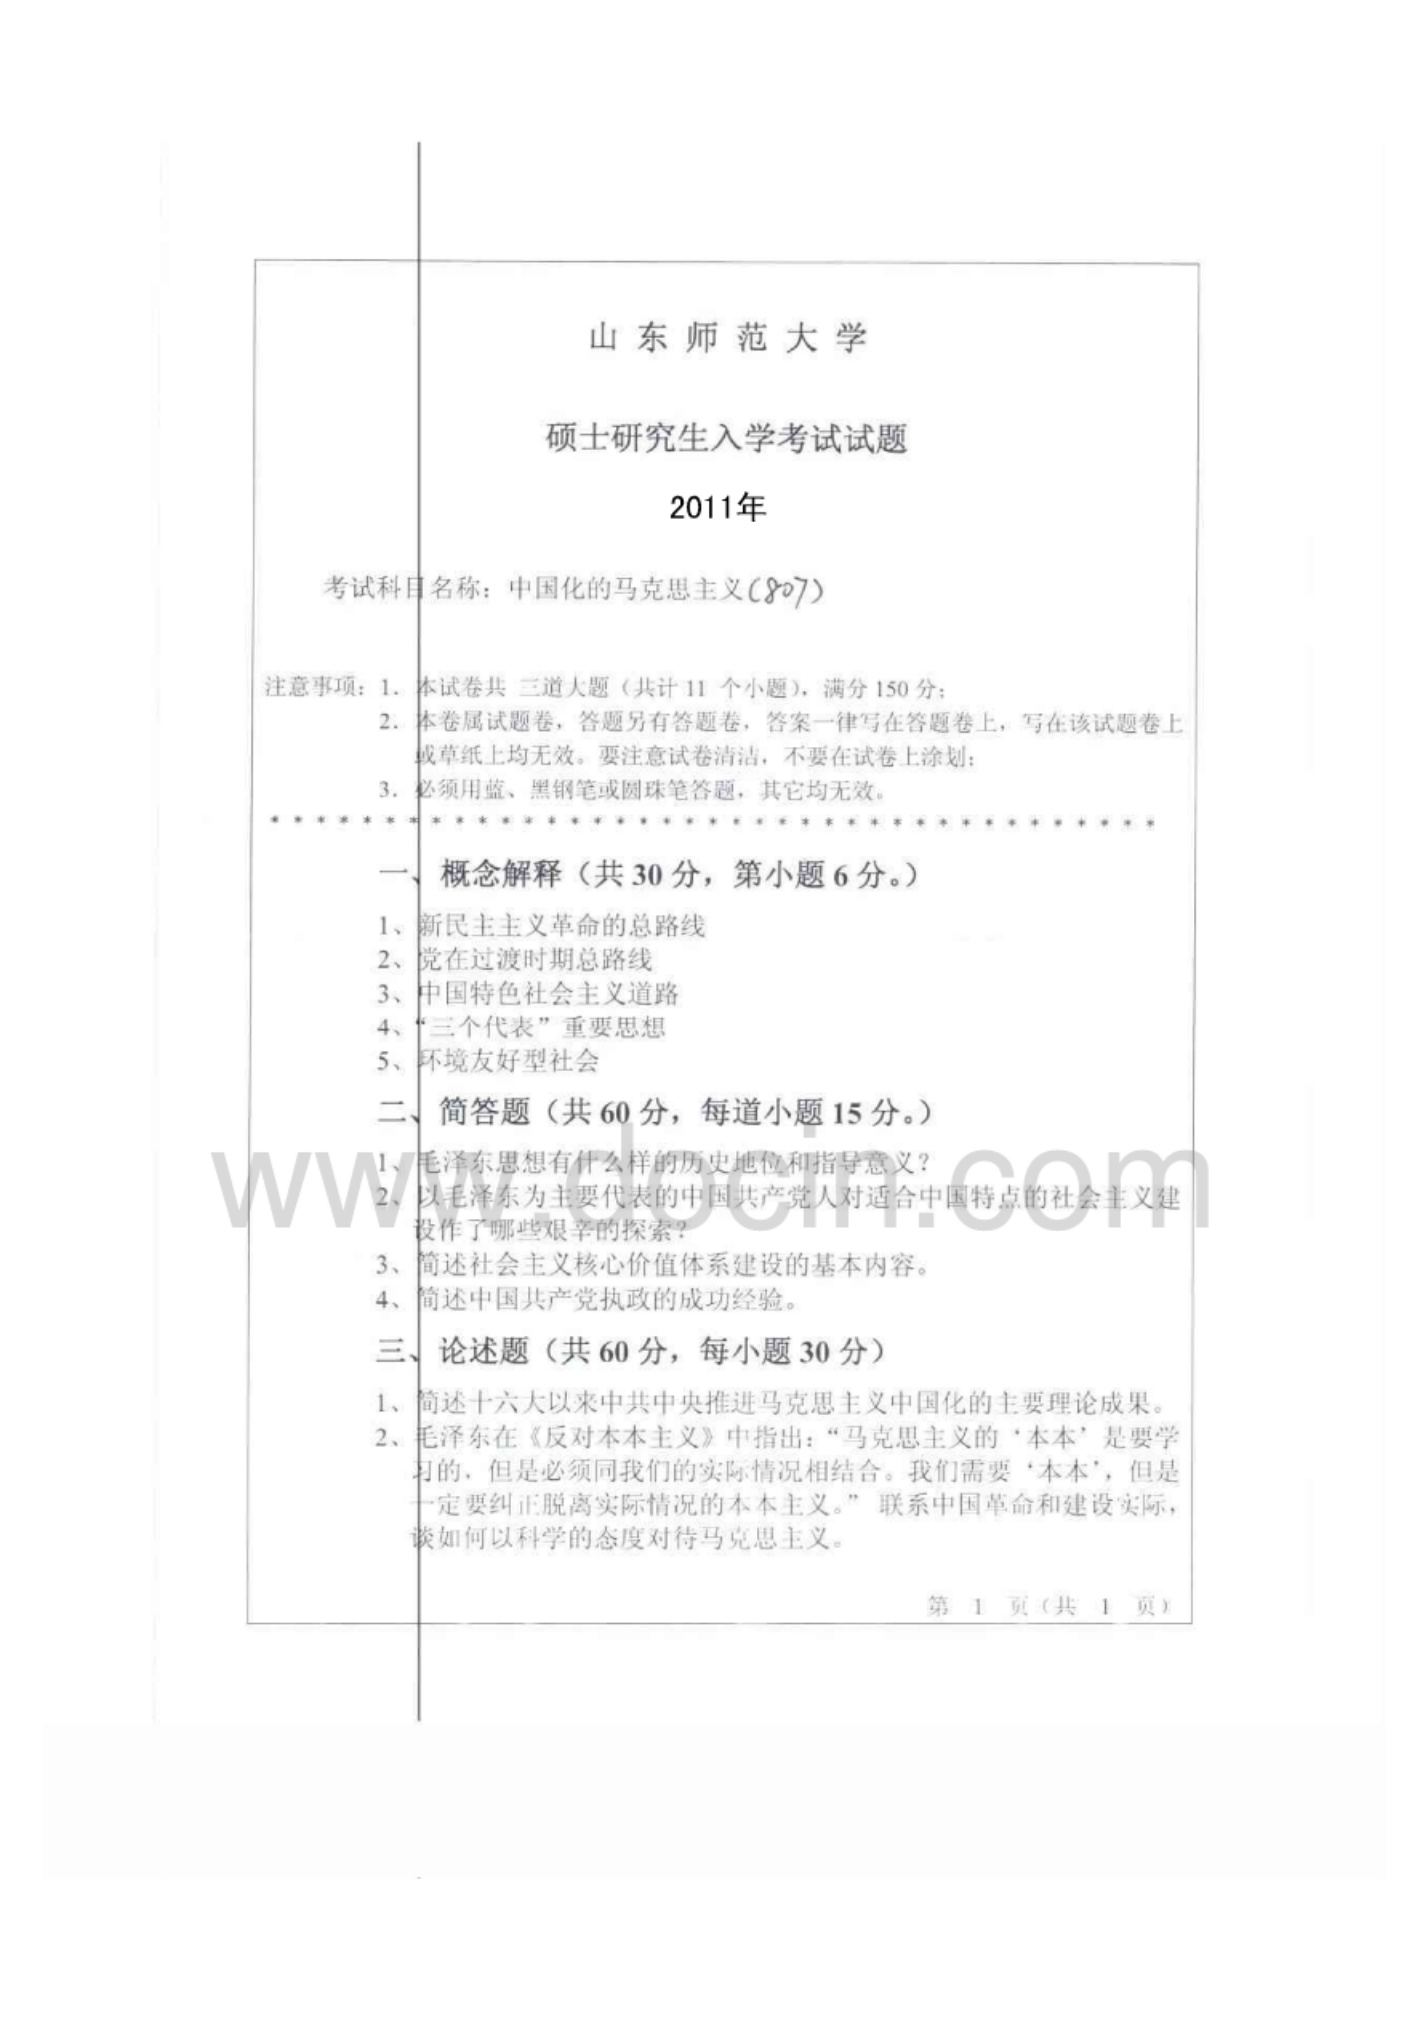 山东师范大学
硕士研究生入学考试试题
2011年
考试科目名称：中国化的马克思主义(807)
注意事项：1．本试卷共 三道大题（共计11 个小题），满分150分；
2．本卷属试题卷，答题另有答题卷，答案一律写在答题卷上，写在该试题卷上
或草纸上均无效。要注意试卷清洁，不要在试卷上涂划；
3．必须用蓝、黑钢笔或圆珠笔答题，其它均无效。
* * * * * * * * * * * * * * * * * * * * * * * * * * * * * * * * * * * * * * *
一、概念解释（共30分，第小题6分。）
1、新民主主义革命的总路线
2、党在过渡时期总路线
3、中国特色社会主义道路
4、“三个代表”重要思想
5、环境友好型社会
二、简答题（共60分，每道小题15分。）
www.docin.com
1、毛泽东思想有什么样的历史地位和指导意义？
2、以毛泽东为主要代表的中国共产党人对适合中国特点的社会主义建
设作了哪些艰辛的探索？
3、简述社会主义核心价值体系建设的基本内容。
4、简述中国共产党执政的成功经验。
三、论述题（共60分，每小题30分）
1、简述十六大以来中共中央推进马克思主义中国化的主要理论成果。
2、毛泽东在《反对本本主义》中指出：“马克思主义的‘本本’是要学
习的，但是必须同我们的实际情况相结合。我们需要‘本本’，但是
一定要纠正脱离实际情况的本本主义。” 联系中国革命和建设实际，
谈如何以科学的态度对待马克思主义。
第 1 页（共 1 页）